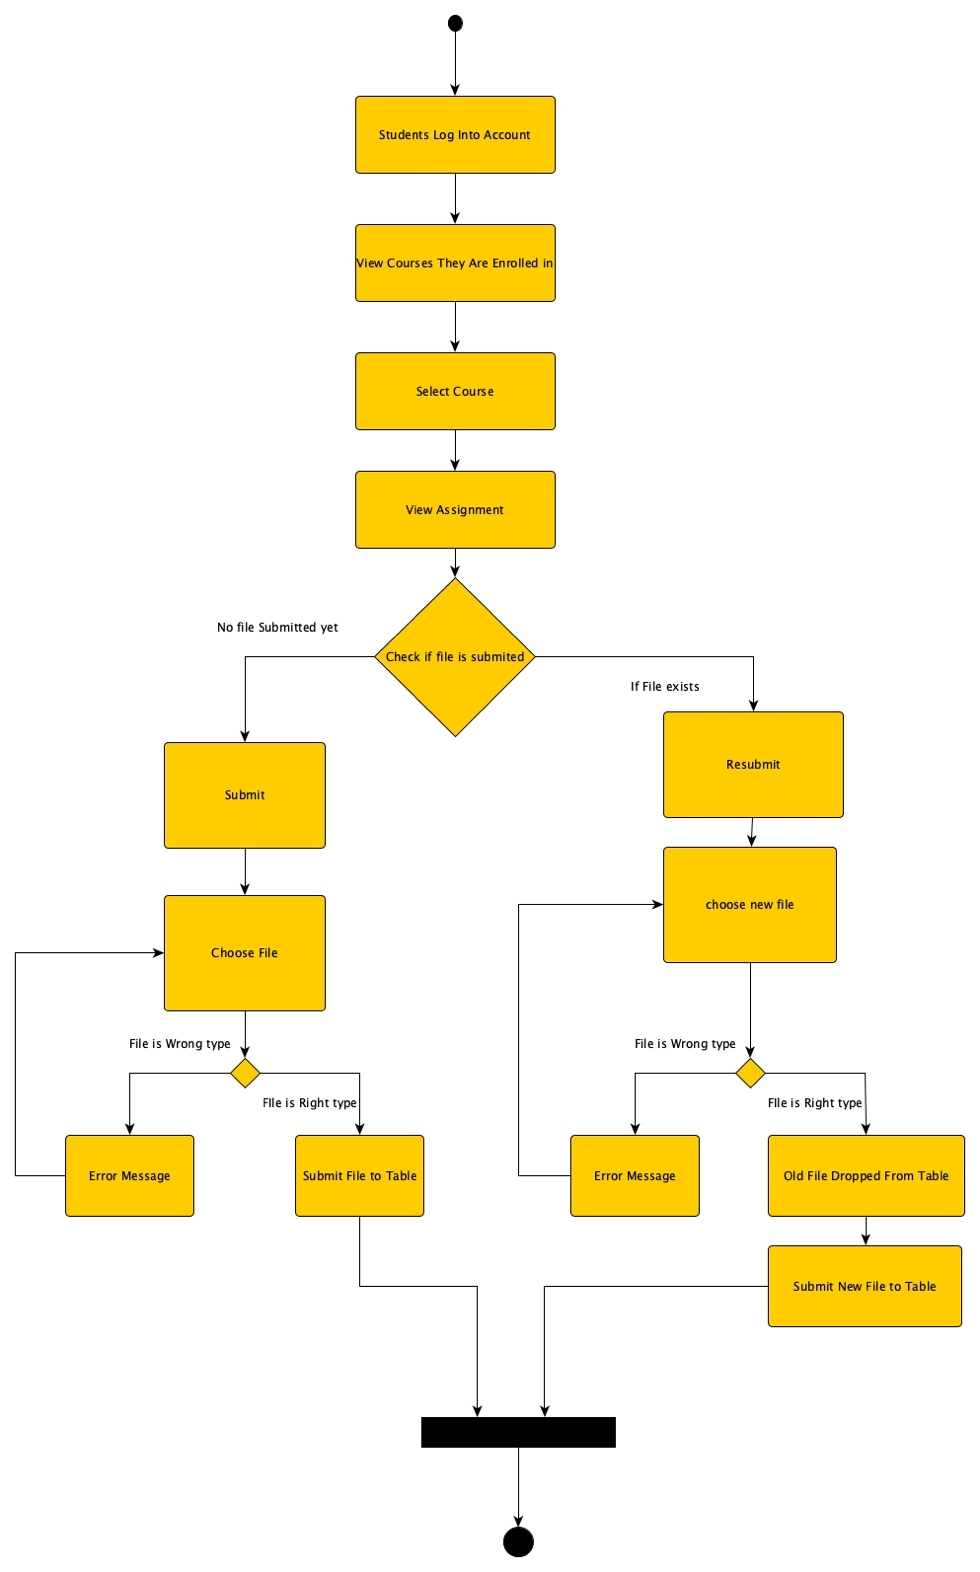 Students Log Into Account
View Courses They Are Enrolled in
Select Course
View Assignment
Check if file is submited
No file Submitted yet
If File exists
Submit
Resubmit
Choose File
choose new file
File is Wrong type
FIle is Right type
File is Wrong type
FIle is Right type
Error Message
Submit File to Table
Error Message
Old File Dropped From Table
Submit New File to Table